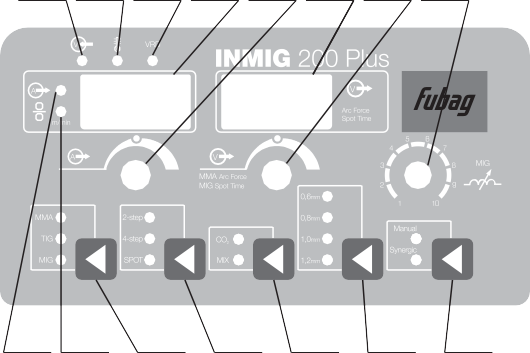 VRD
INMIG 200 Plus
A
V
fubag
Arc Force
Spot Time
A
V
MMA Arc Force
MIG Spot Time
1 2 3 4 5 6 7 8 9 10
MIG
MMA
TIG
MIG
2-step
4-step
SPOT
CO₂
MIX
0,6mm
0,8mm
1,0mm
1,2mm
Manual
Synergic